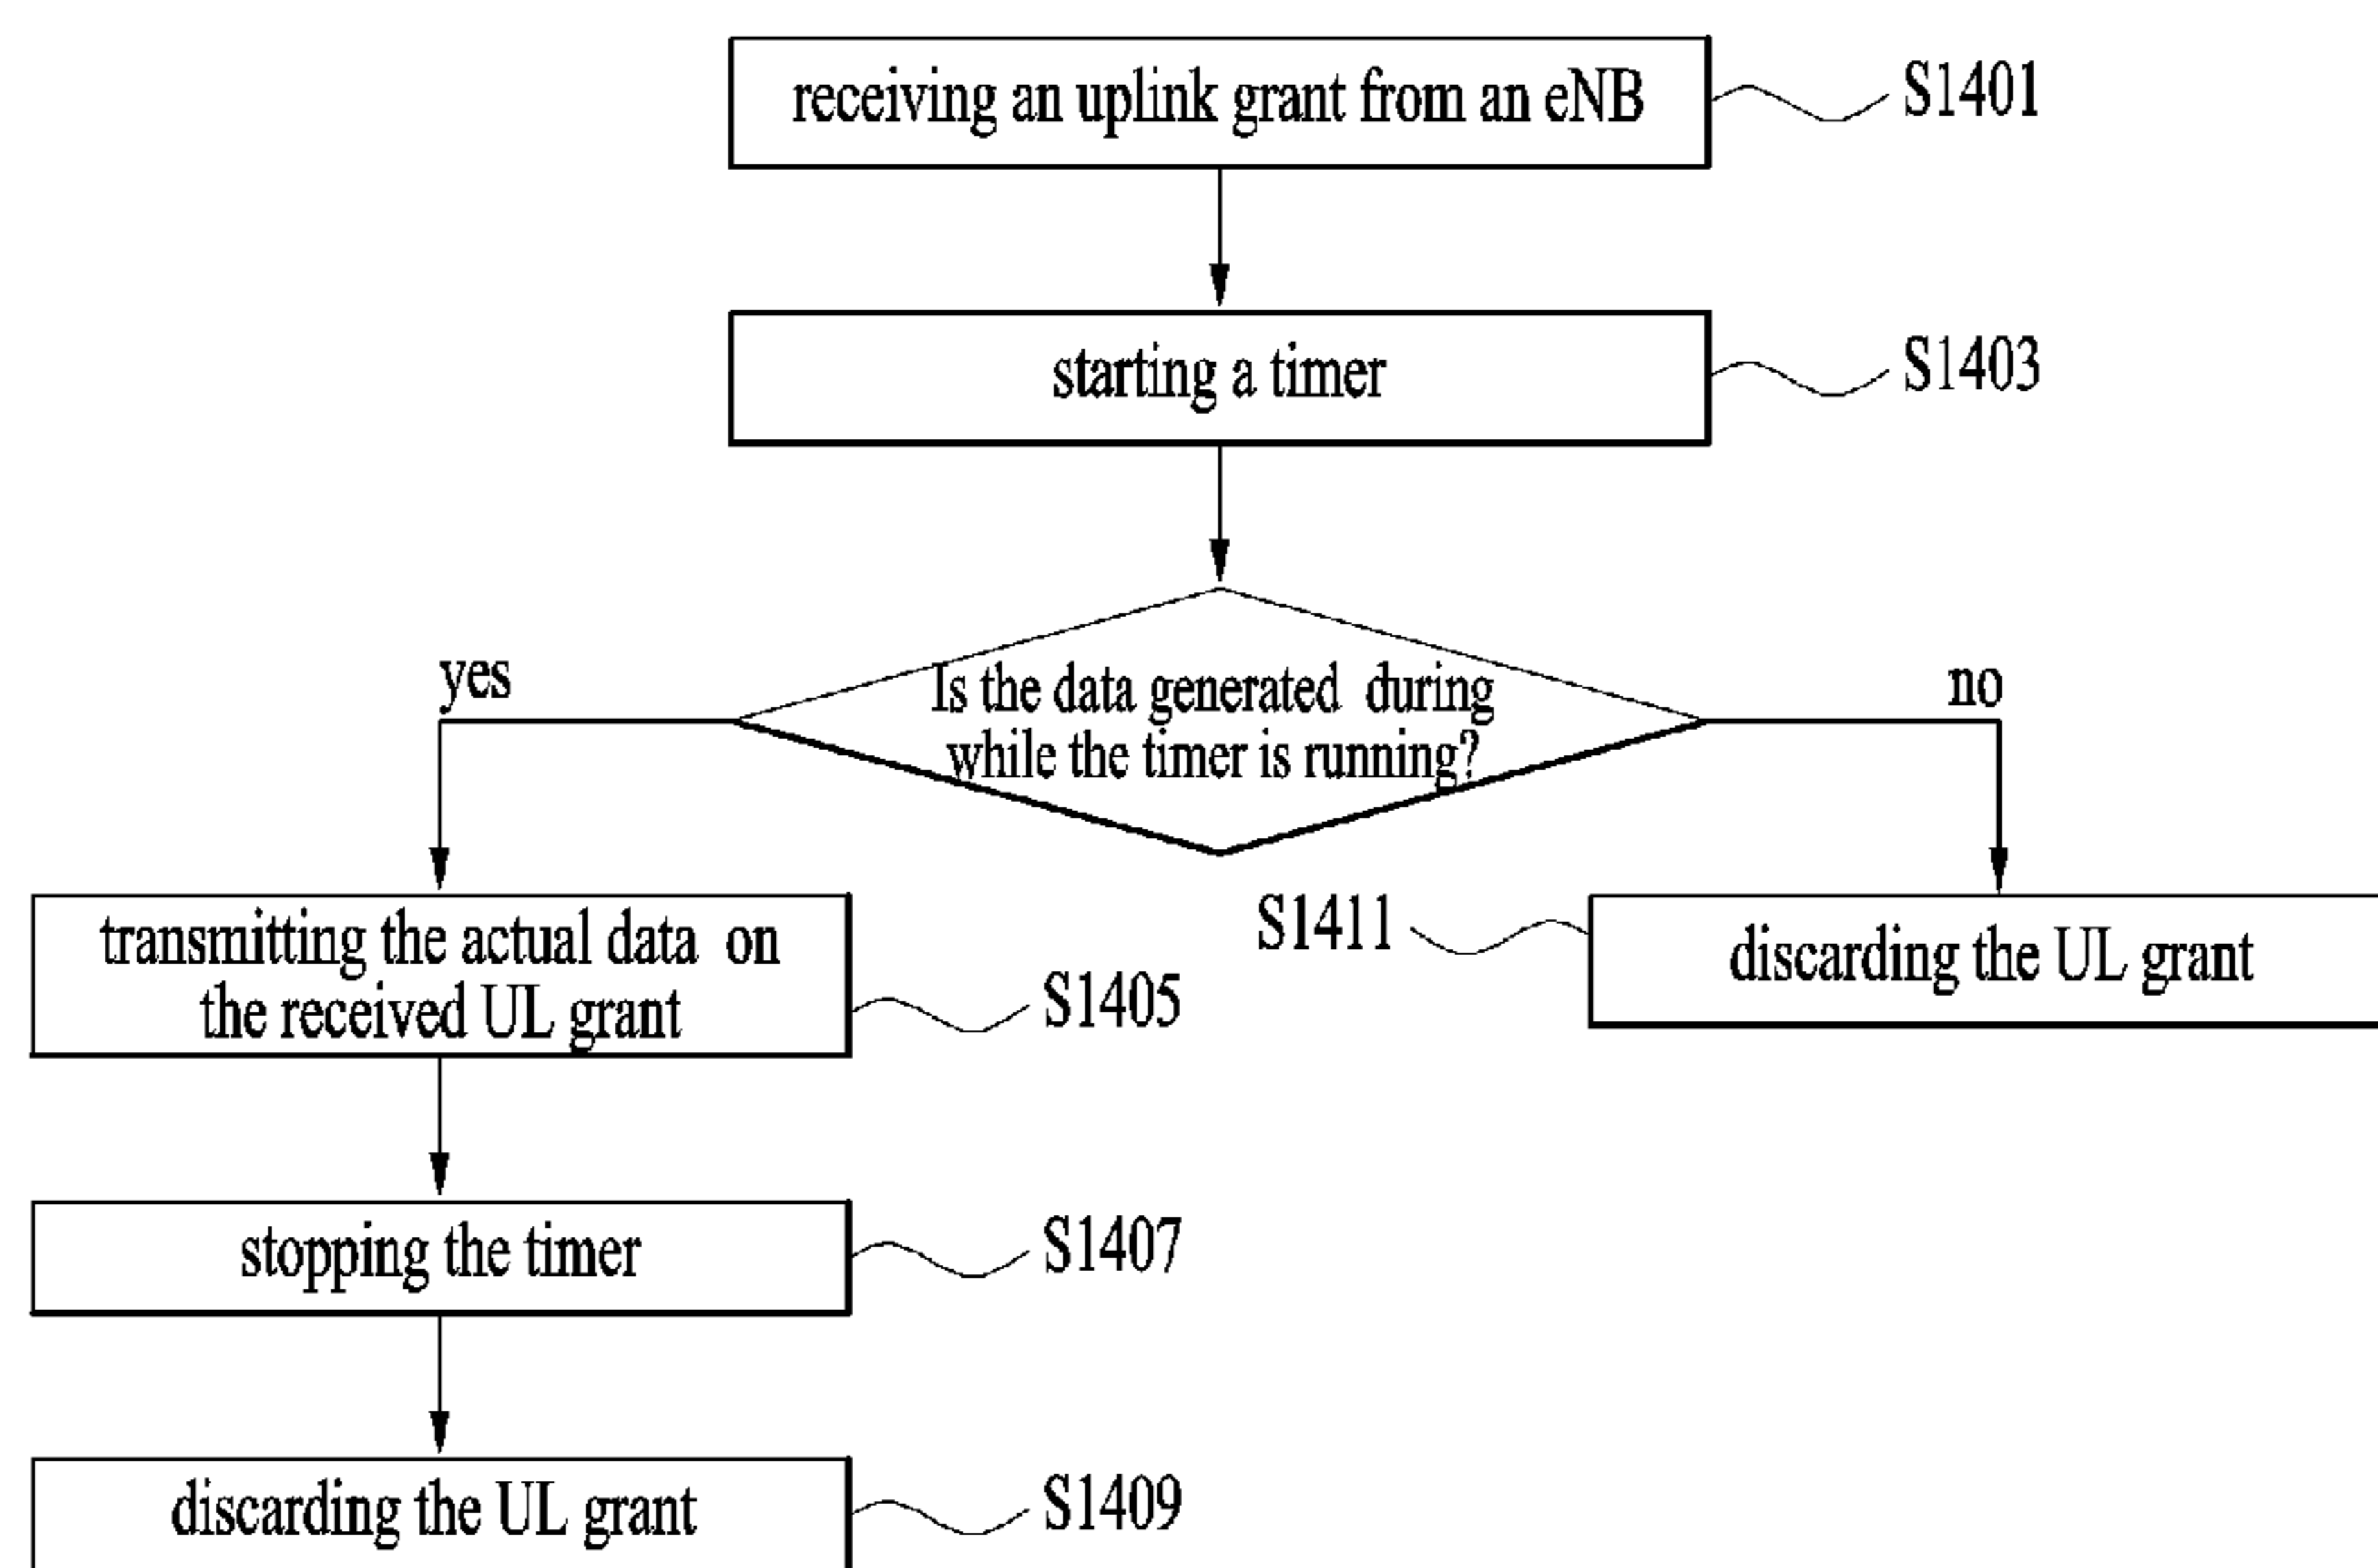 receiving an uplink grant from an eNB
S1401
starting a timer
S1403
Is the data generated during
while the timer is running?
yes
no
transmitting the actual data on
the received UL grant
S1405
S1411
discarding the UL grant
stopping the timer
S1407
discarding the UL grant
S1409